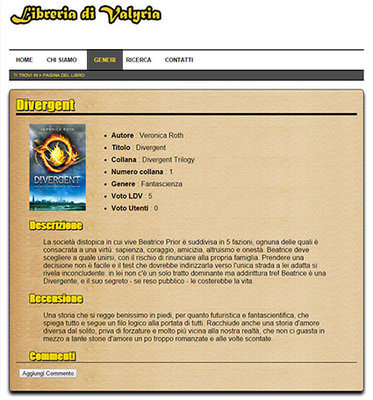 Libreria di Valyria
HOME CHI SIAMO GENERI RICERCA CONTATTI
TI TROVI IN » PAGINA DEL LIBRO
Divergent
VERONICA ROTH
DIVERGENT
Autore : Veronica Roth
Titolo : Divergent
Collana : Divergent Trilogy
Numero collana : 1
Genere : Fantascienza
Voto LDV : 5
Voto Utenti : 0
Descrizione
La società distopica in cui vive Beatrice Prior è suddivisa in 5 fazioni, ognuna delle quali è
consacrata a una virtù: sapienza, coraggio, amicizia, altruismo e onestà. Beatrice deve
scegliere a quale unirsi, con il rischio di rinunciare alla propria famiglia. Prendere una
decisione non è facile e il test che dovrebbe indirizzarla verso l'unica strada a lei adatta si
rivela inconcludente: in lei non c'è un solo tratto dominante ma addirittura tre! Beatrice è una
Divergente, e il suo segreto - se reso pubblico - le costerebbe la vita
Recensione
Una storia che si regge benissimo in piedi, per quanto futuristica e fantascientifica, che
spiega tutto e segue un filo logico alla portata di tutti. Racchiude anche una storia d'amore
diversa dal solito, priva di forzature e molto più vicina alla nostra realtà, che non ci guasta in
mezzo a tante storie d'amore un po troppo romanzate e alle volte scontate.
Commenti
Aggiungi Commento